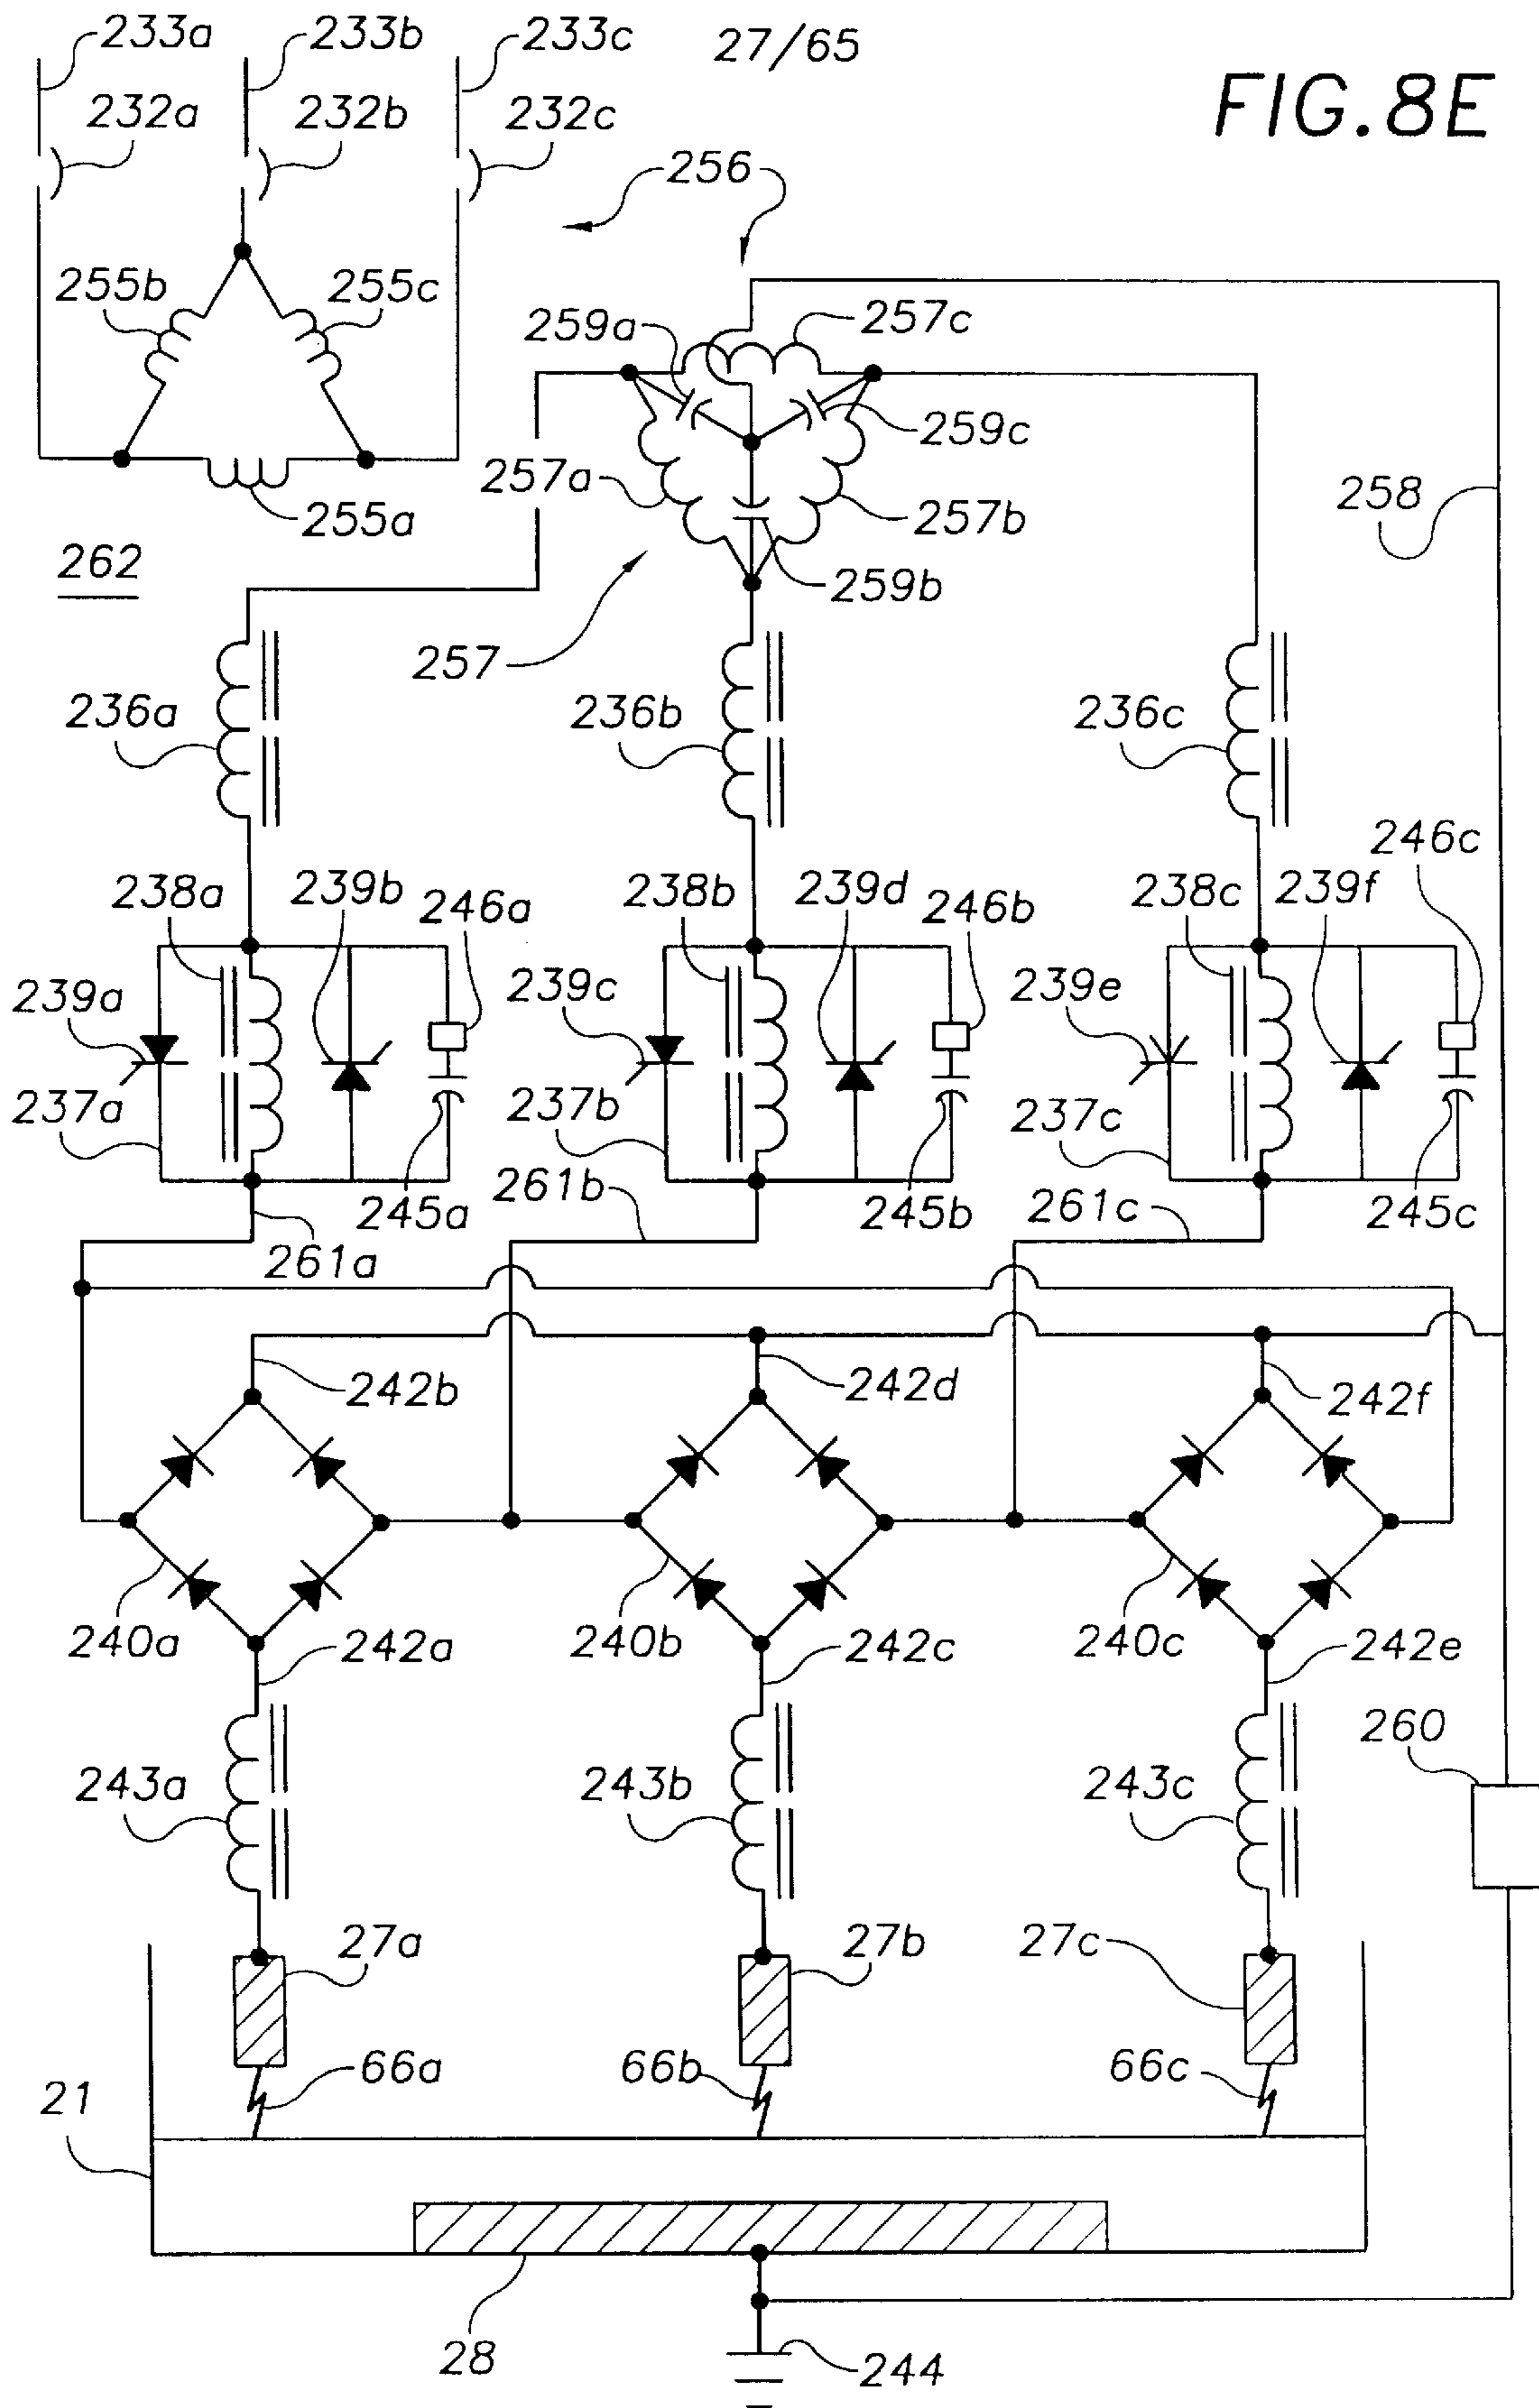 233a 233b 233c 27/65
FIG. 8E
232a 232b 232c
256
255b 255c
259a 257c
259c
257a 257b
258
255a
262
259b
257
236a 236b 236c
246c
238a 239b 246a 238b 239d 246b 238c 239f
239a 239c 239e
237a 237b 237c
245a 261b 245b 261c 245c
261a
242b 242d 242f
240a 242a 240b 242c 240c 242e
260
243a 243b 243c
27a 27b 27c
66a 66b 66c
21
28 244